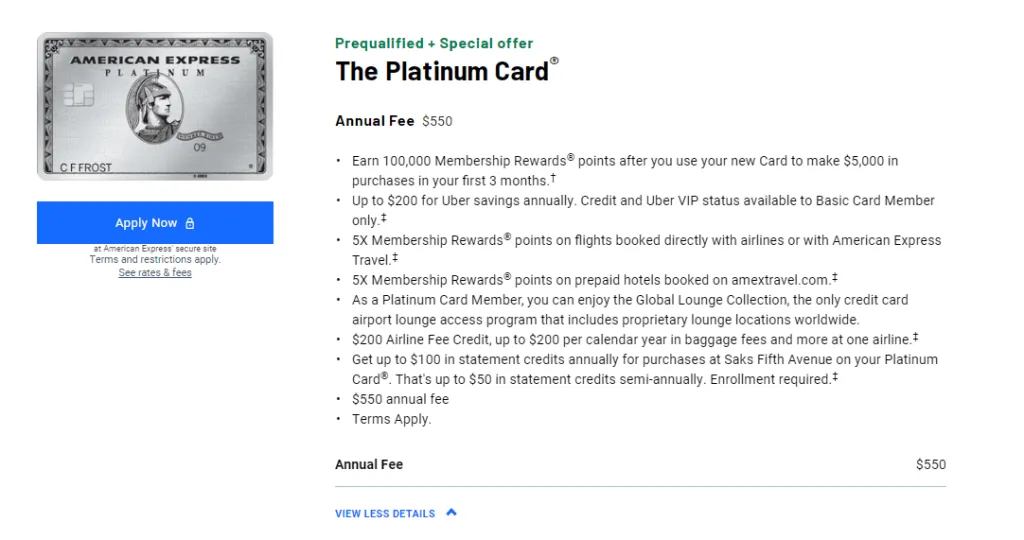 Prequalified + Special offer
The Platinum Card®
AMERICAN EXPRESS
PLATINUM
09
C F FROST
Annual Fee $550
• Earn 100,000 Membership Rewards® points after you use your new Card to make $5,000 in
purchases in your first 3 months.†
• Up to $200 for Uber savings annually. Credit and Uber VIP status available to Basic Card Member
only.‡
• 5X Membership Rewards® points on flights booked directly with airlines or with American Express
Travel.‡
• 5X Membership Rewards® points on prepaid hotels booked on amextravel.com.‡
• As a Platinum Card Member, you can enjoy the Global Lounge Collection, the only credit card
airport lounge access program that includes proprietary lounge locations worldwide.
• $200 Airline Fee Credit, up to $200 per calendar year in baggage fees and more at one airline.‡
• Get up to $100 in statement credits annually for purchases at Saks Fifth Avenue on your Platinum
Card®. That's up to $50 in statement credits semi-annually. Enrollment required.‡
• $550 annual fee
• Terms Apply.
Apply Now
at American Express' secure site
Terms and restrictions apply.
See rates & fees
Annual Fee $550
VIEW LESS DETAILS